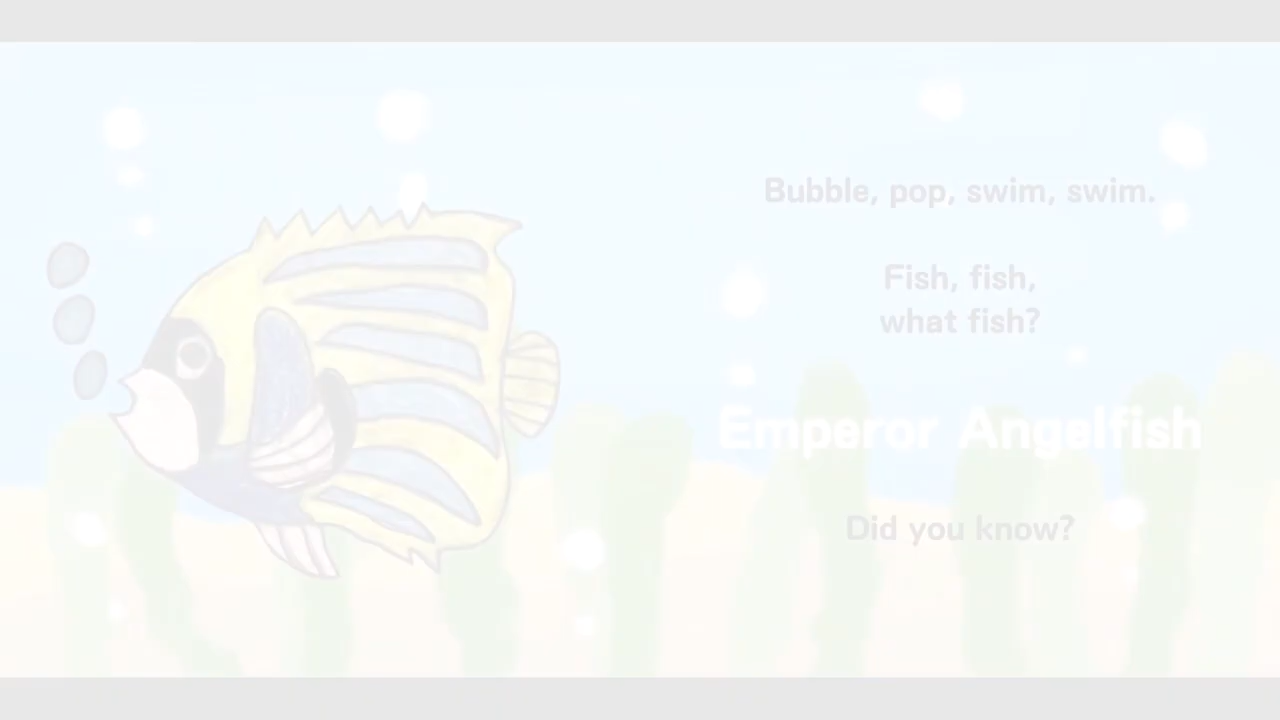 Bubble, pop, swim, swim.
Fish, fish,
what fish?
Emperor Angelfish
Did you know?